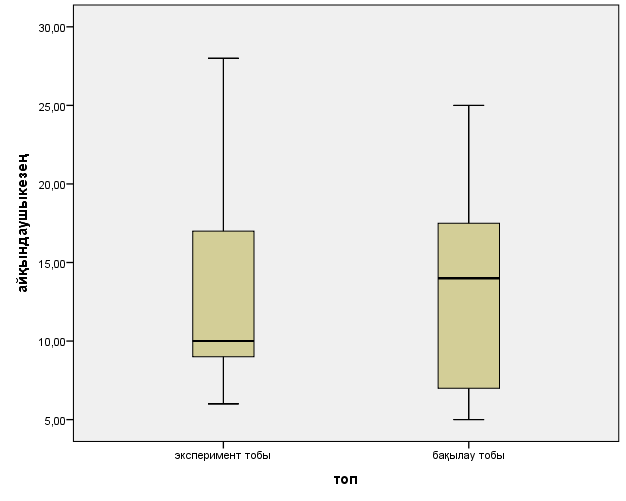 айқындаушыкезең
30,00
25,00
20,00
15,00
10,00
5,00
эксперимент тобы
бақылау тобы
топ